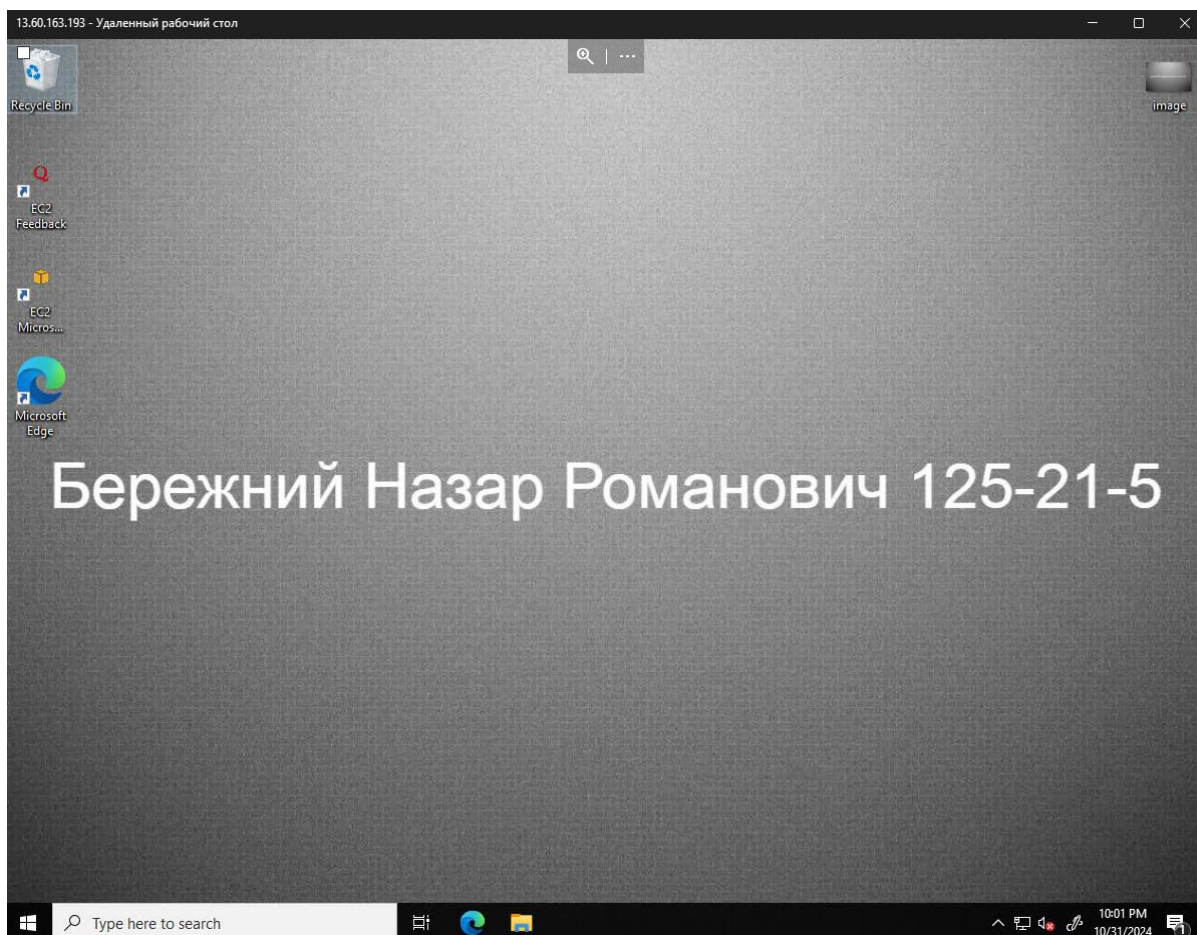 13.60.163.193 - Удаленный рабочий стол
Recycle Bin
image
EC2
Feedback
EC2
Micros...
Microsoft
Edge
Бережний Назар Романович 125-21-5
Type here to search
10:01 PM
10/31/2024
1